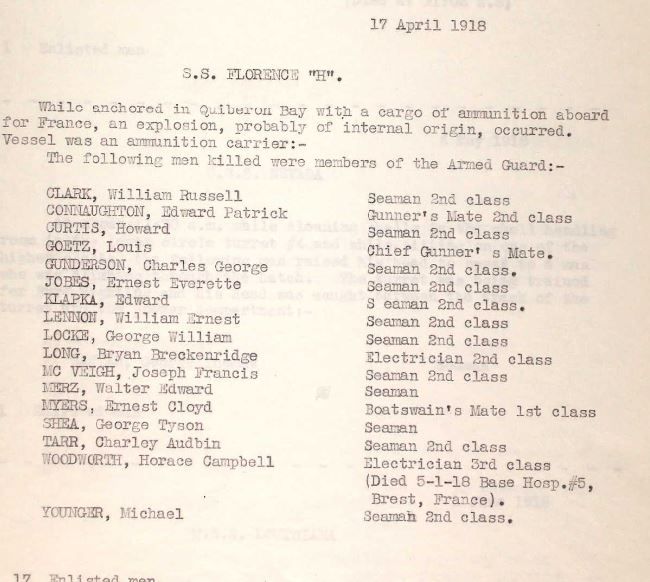 17 April 1918
1 Enlisted men
S.S. FLORENCE "H".
While anchored in Quiberon Bay with a cargo of ammunition aboard
for France, an explosion, probably of internal origin, occurred.
Vessel was an ammunition carrier:-
The following men killed were members of the Armed Guard:-
CLARK, William Russell Seaman 2nd class
CONNAUGHTON, Edward Patrick Gunner's Mate 2nd class
CURTIS, Howard Seaman 2nd class
GOETZ, Louis Chief Gunner' s Mate.
GUNDERSON, Charles George Seaman 2nd class.
JOBES, Ernest Everette Seaman 2nd class
KLAPKA, Edward S eaman 2nd class.
LENNON, William Ernest Seaman 2nd class
LOCKE, George William Seaman 2nd class
LONG, Bryan Breckenridge Electrician 2nd class
MC VEIGH, Joseph Francis Seaman 2nd class
MERZ, Walter Edward Seaman
MYERS, Ernest Cloyd Boatswain's Mate 1st class
SHEA, George Tyson Seaman
TARR, Charley Audbin Seaman 2nd class
WOODWORTH, Horace Campbell Electrician 3rd class
(Died 5-1-18 Base Hosp.#5,
Brest, France).
YOUNGER, Michael Seaman 2nd class.
17 Enlisted men